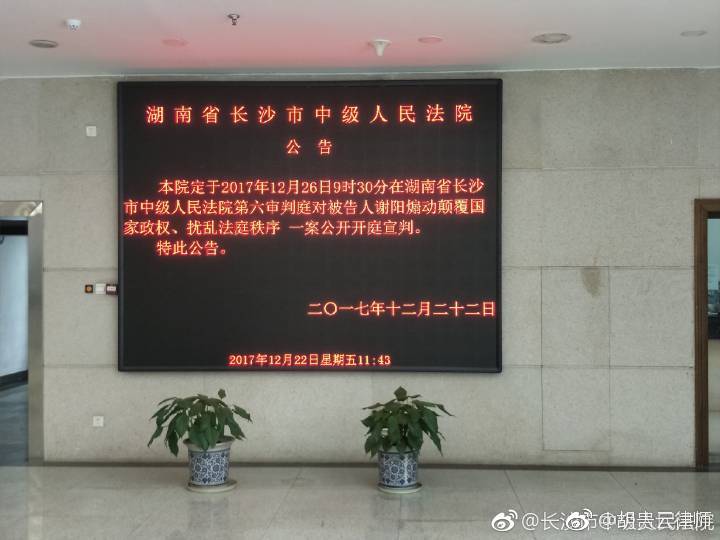 湖南省长沙市中级人民法院
公告
本院定于2017年12月26日9时30分在湖南省长沙
市中级人民法院第六审判庭对被告人谢阳煽动颠覆国
家政权、扰乱法庭秩序 一案公开开庭宣判。
特此公告。
二〇一七年十二月二十二日
2017年12月22日星期五11:43
@胡贵云律师